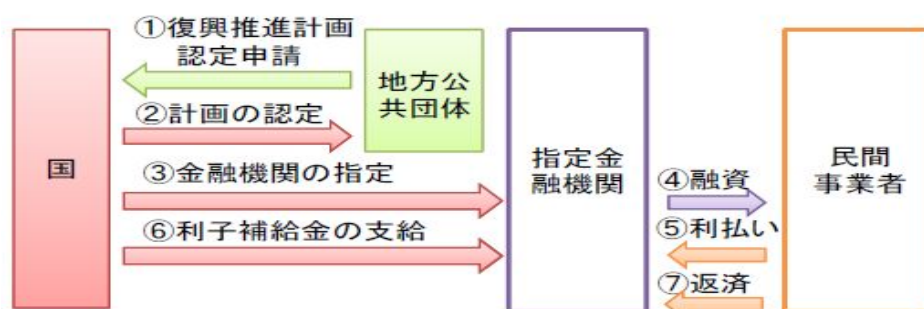 ①復興推進計画
認定申請
地方公
共団体
②計画の認定
国
③金融機関の指定
指定金
融機関
民間
事業者
④融資
⑤利払い
⑥利子補給金の支給
⑦返済